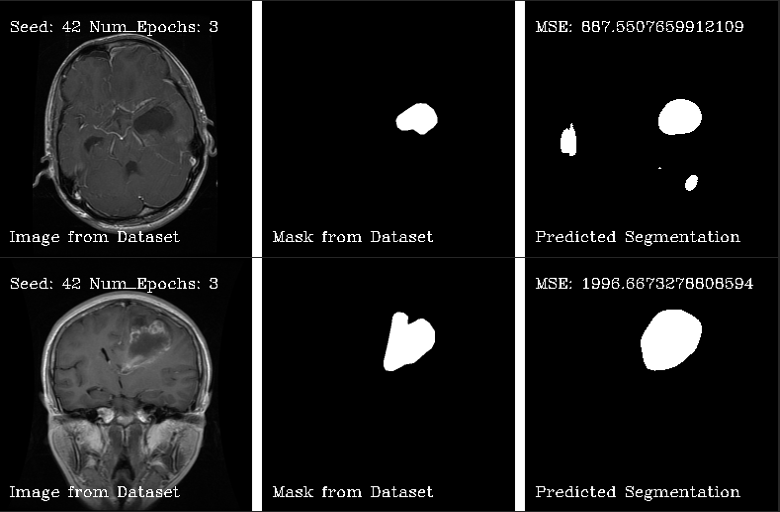 Seed: 42 Num_Epochs: 3
MSE: 887.5507659912109
Image from Dataset
Mask from Dataset
Predicted Segmentation
Seed: 42 Num_Epochs: 3
MSE: 1996.6673278808594
Image from Dataset
Mask from Dataset
Predicted Segmentation